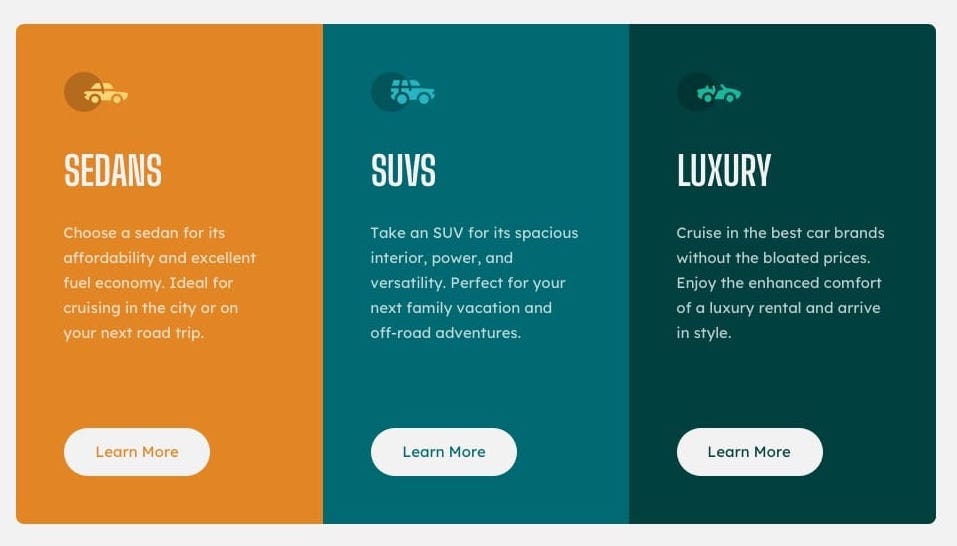 SEDANS
Choose a sedan for its
affordability and excellent
fuel economy. Ideal for
cruising in the city or on
your next road trip.
Learn More
SUVS
Take an SUV for its spacious
interior, power, and
versatility. Perfect for your
next family vacation and
off-road adventures.
Learn More
LUXURY
Cruise in the best car brands
without the bloated prices.
Enjoy the enhanced comfort
of a luxury rental and arrive
in style.
Learn More